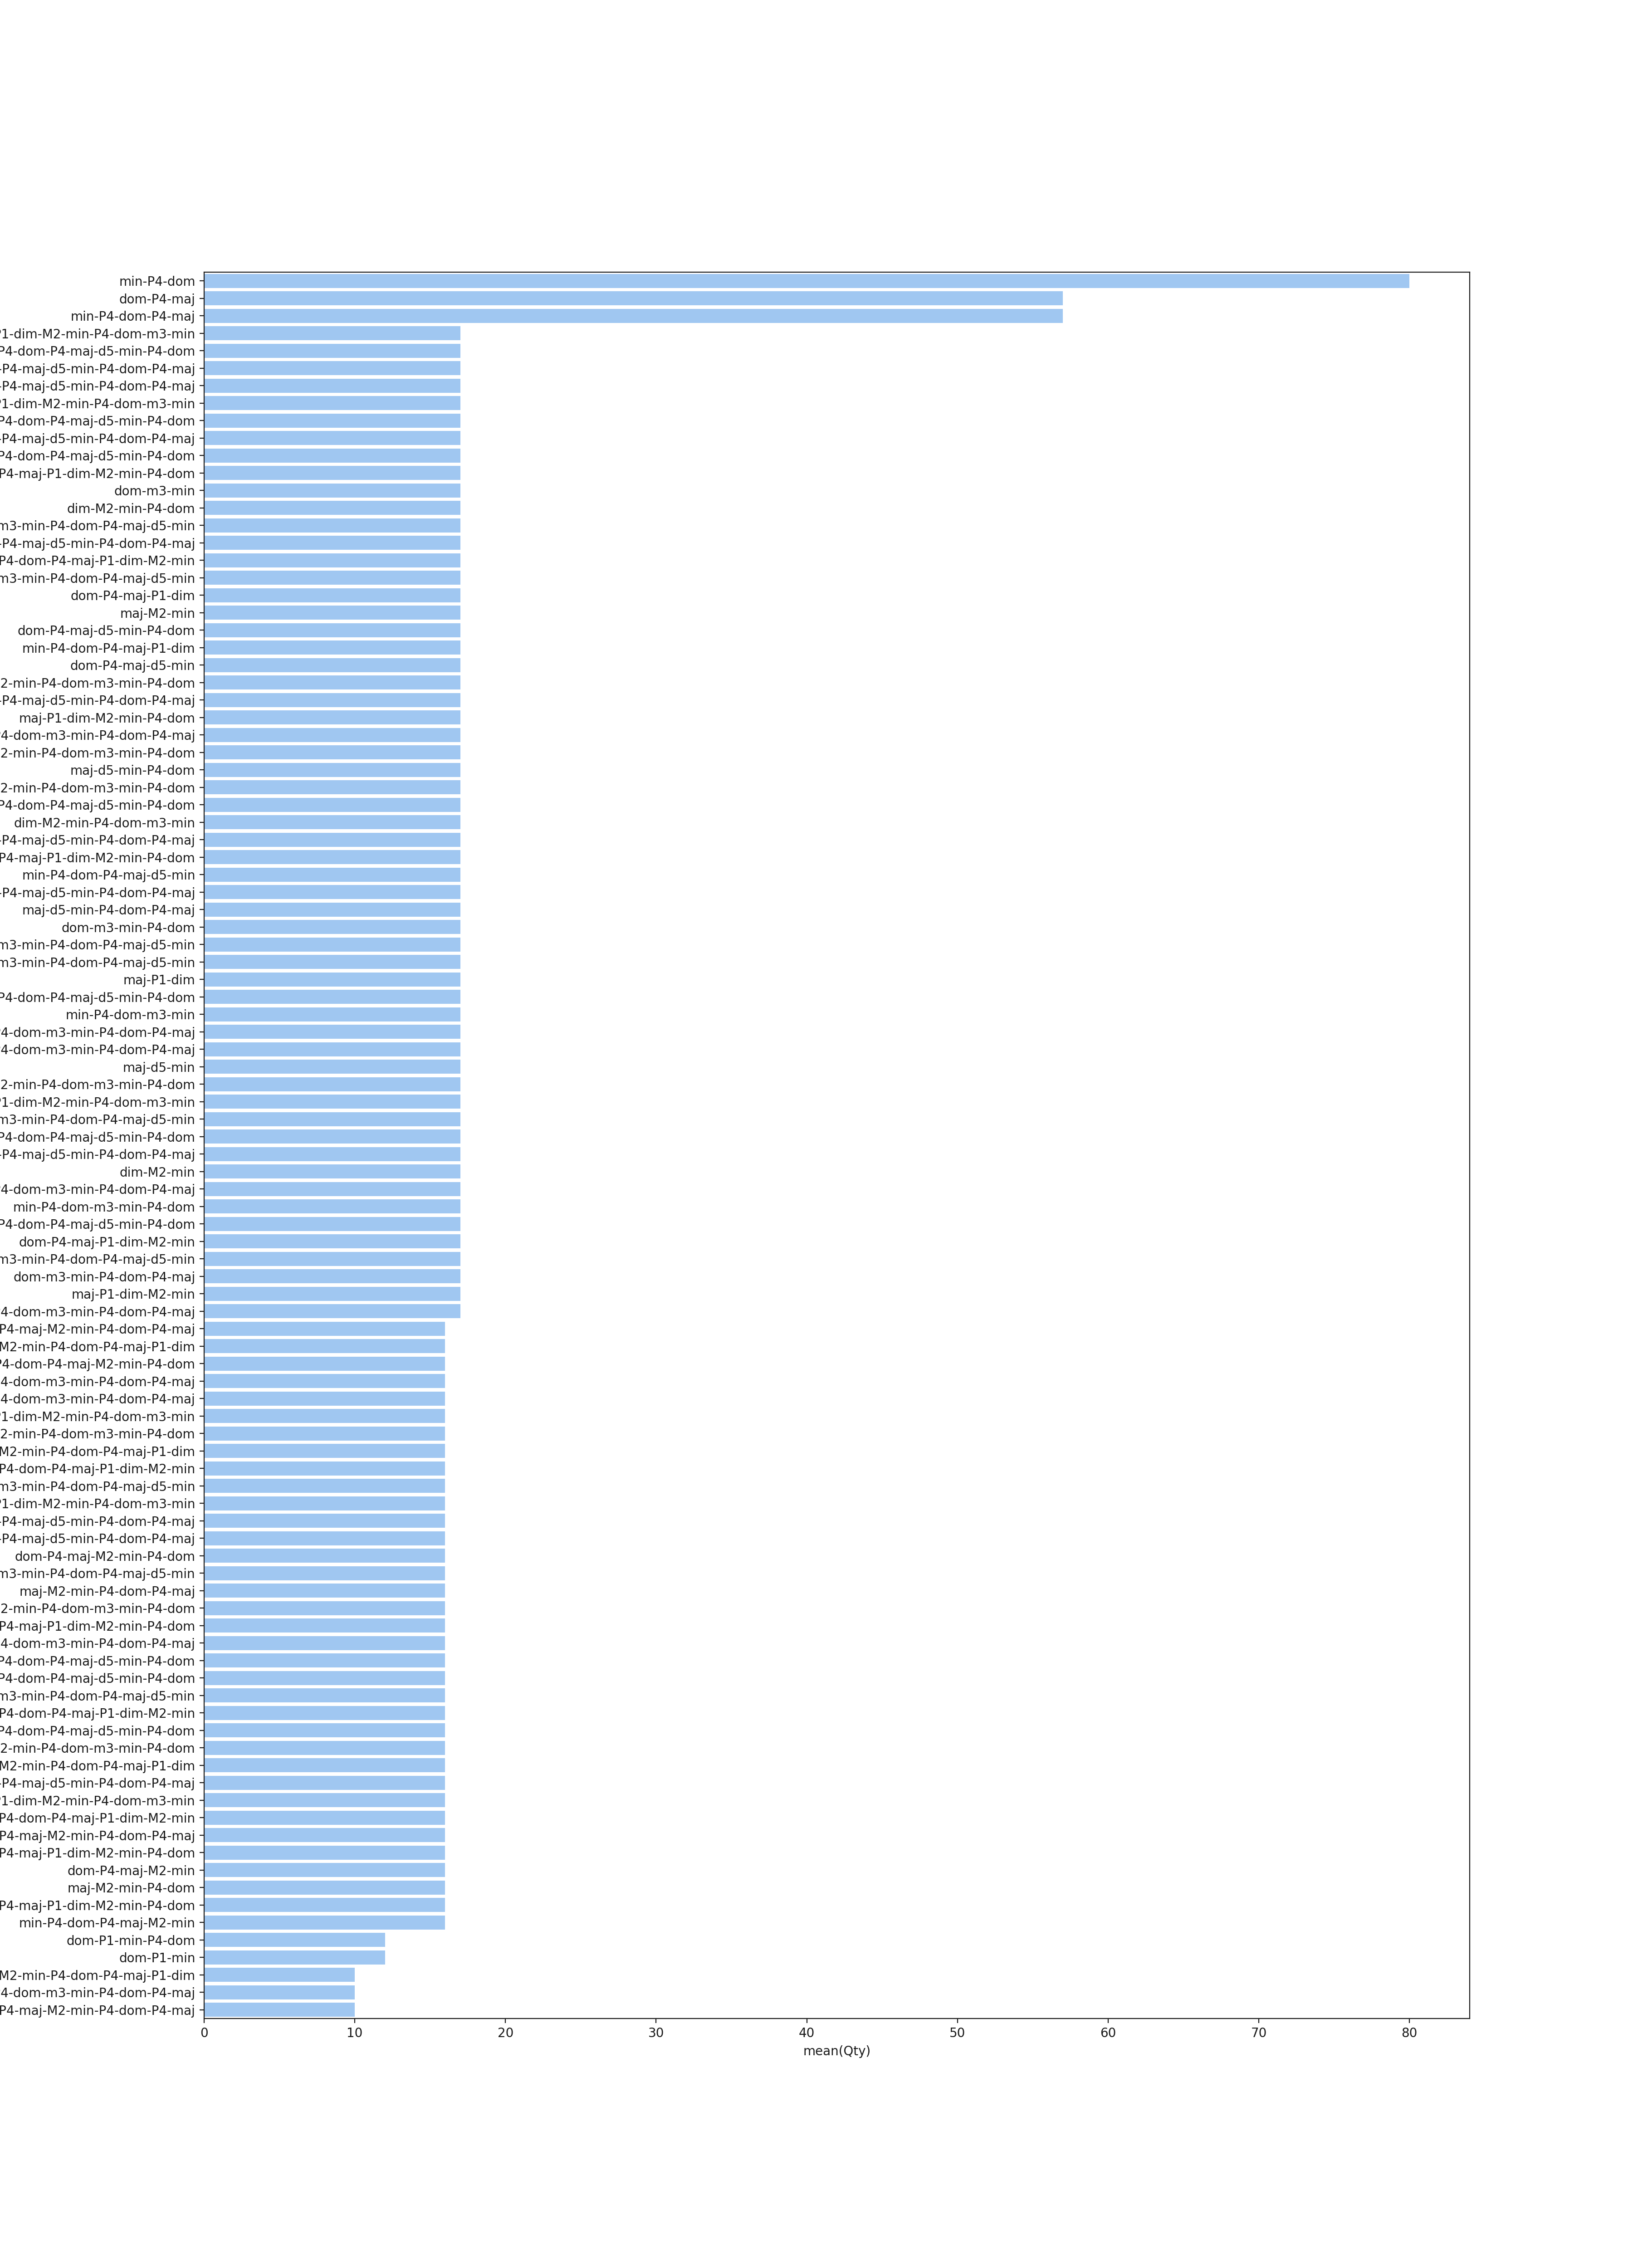 min-P4-dom
dom-P4-maj
min-P4-dom-P4-maj
P1-dim-M2-min-P4-dom-m3-min
P4-dom-P4-maj-d5-min-P4-dom
-P4-maj-d5-min-P4-dom-P4-maj
-P4-maj-d5-min-P4-dom-P4-maj
P1-dim-M2-min-P4-dom-m3-min
P4-dom-P4-maj-d5-min-P4-dom
-P4-maj-d5-min-P4-dom-P4-maj
P4-dom-P4-maj-d5-min-P4-dom
P4-maj-P1-dim-M2-min-P4-dom
dom-m3-min
dim-M2-min-P4-dom
m3-min-P4-dom-P4-maj-d5-min
-P4-maj-d5-min-P4-dom-P4-maj
P4-dom-P4-maj-P1-dim-M2-min
m3-min-P4-dom-P4-maj-d5-min
dom-P4-maj-P1-dim
maj-M2-min
dom-P4-maj-d5-min-P4-dom
min-P4-dom-P4-maj-P1-dim
dom-P4-maj-d5-min
2-min-P4-dom-m3-min-P4-dom
-P4-maj-d5-min-P4-dom-P4-maj
maj-P1-dim-M2-min-P4-dom
P4-dom-m3-min-P4-dom-P4-maj
2-min-P4-dom-m3-min-P4-dom
maj-d5-min-P4-dom
2-min-P4-dom-m3-min-P4-dom
P4-dom-P4-maj-d5-min-P4-dom
dim-M2-min-P4-dom-m3-min
-P4-maj-d5-min-P4-dom-P4-maj
P4-maj-P1-dim-M2-min-P4-dom
min-P4-dom-P4-maj-d5-min
-P4-maj-d5-min-P4-dom-P4-maj
maj-d5-min-P4-dom-P4-maj
dom-m3-min-P4-dom
m3-min-P4-dom-P4-maj-d5-min
m3-min-P4-dom-P4-maj-d5-min
maj-P1-dim
P4-dom-P4-maj-d5-min-P4-dom
min-P4-dom-m3-min
P4-dom-m3-min-P4-dom-P4-maj
P4-dom-m3-min-P4-dom-P4-maj
maj-d5-min
2-min-P4-dom-m3-min-P4-dom
P1-dim-M2-min-P4-dom-m3-min
m3-min-P4-dom-P4-maj-d5-min
P4-dom-P4-maj-d5-min-P4-dom
-P4-maj-d5-min-P4-dom-P4-maj
dim-M2-min
P4-dom-m3-min-P4-dom-P4-maj
min-P4-dom-m3-min-P4-dom
P4-dom-P4-maj-d5-min-P4-dom
dom-P4-maj-P1-dim-M2-min
m3-min-P4-dom-P4-maj-d5-min
dom-m3-min-P4-dom-P4-maj
maj-P1-dim-M2-min
P4-dom-m3-min-P4-dom-P4-maj
P4-maj-M2-min-P4-dom-P4-maj
M2-min-P4-dom-P4-maj-P1-dim
P4-dom-P4-maj-M2-min-P4-dom
4-dom-m3-min-P4-dom-P4-maj
4-dom-m3-min-P4-dom-P4-maj
P1-dim-M2-min-P4-dom-m3-min
2-min-P4-dom-m3-min-P4-dom
M2-min-P4-dom-P4-maj-P1-dim
P4-dom-P4-maj-P1-dim-M2-min
m3-min-P4-dom-P4-maj-d5-min
P1-dim-M2-min-P4-dom-m3-min
-P4-maj-d5-min-P4-dom-P4-maj
-P4-maj-d5-min-P4-dom-P4-maj
dom-P4-maj-M2-min-P4-dom
m3-min-P4-dom-P4-maj-d5-min
maj-M2-min-P4-dom-P4-maj
2-min-P4-dom-m3-min-P4-dom
P4-maj-P1-dim-M2-min-P4-dom
4-dom-m3-min-P4-dom-P4-maj
P4-dom-P4-maj-d5-min-P4-dom
P4-dom-P4-maj-d5-min-P4-dom
m3-min-P4-dom-P4-maj-d5-min
P4-dom-P4-maj-P1-dim-M2-min
P4-dom-P4-maj-d5-min-P4-dom
2-min-P4-dom-m3-min-P4-dom
M2-min-P4-dom-P4-maj-P1-dim
-P4-maj-d5-min-P4-dom-P4-maj
P1-dim-M2-min-P4-dom-m3-min
P4-dom-P4-maj-P1-dim-M2-min
P4-maj-M2-min-P4-dom-P4-maj
P4-maj-P1-dim-M2-min-P4-dom
dom-P4-maj-M2-min
maj-M2-min-P4-dom
P4-maj-P1-dim-M2-min-P4-dom
min-P4-dom-P4-maj-M2-min
dom-P1-min-P4-dom
dom-P1-min
M2-min-P4-dom-P4-maj-P1-dim
4-dom-m3-min-P4-dom-P4-maj
P4-maj-M2-min-P4-dom-P4-maj
0 10 20 30 40 50 60 70 80
mean(Qty)